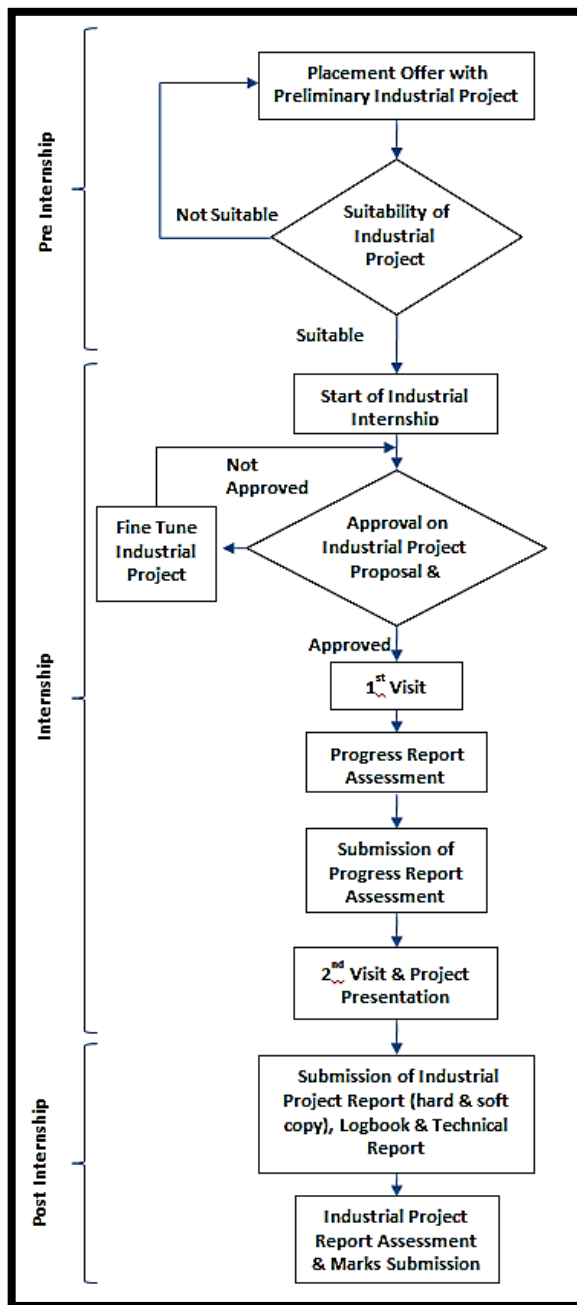 Placement Offer with
Preliminary Industrial Project
Not Suitable
Suitability of
Industrial
Project
Pre Internship
Suitable
Start of Industrial
Internship
Not
Approved
Fine Tune
Industrial
Project
Approval on
Industrial Project
Proposal &
Approved
1st Visit
Internship
Progress Report
Assessment
Submission of
Progress Report
Assessment
2nd Visit & Project
Presentation
Submission of Industrial
Project Report (hard & soft
copy), Logbook & Technical
Report
Post Internship
Industrial Project
Report Assessment
& Marks Submission